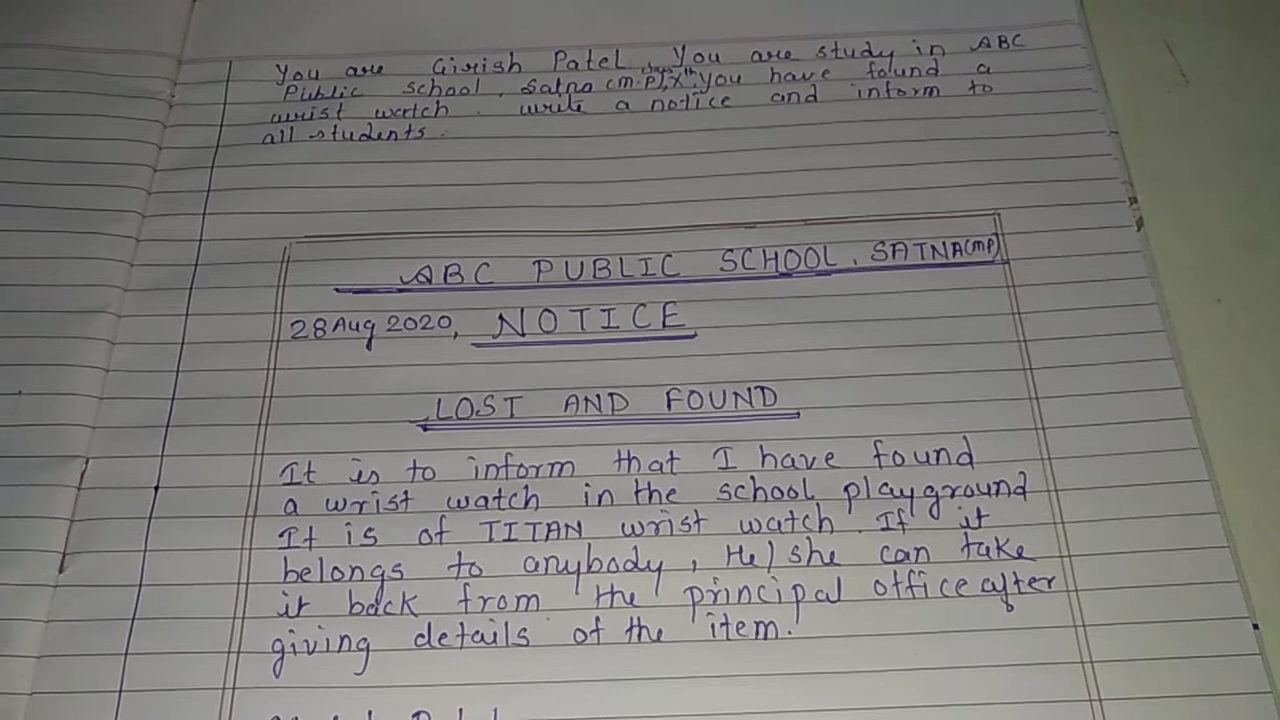 You are Girish Patel. You are study in ABC
Public School, Satna (M.P), Xth. You have found a
wrist watch. write a notice and inform to
all students.
ABC PUBLIC SCHOOL, SATNA (MP)
28 Aug 2020, NOTICE
LOST AND FOUND
It is to inform that I have found
a wrist watch in the school playground
It is of TITAN wrist watch. If it
belongs to anybody, He/she can take
it back from the principal office after
giving details of the item.